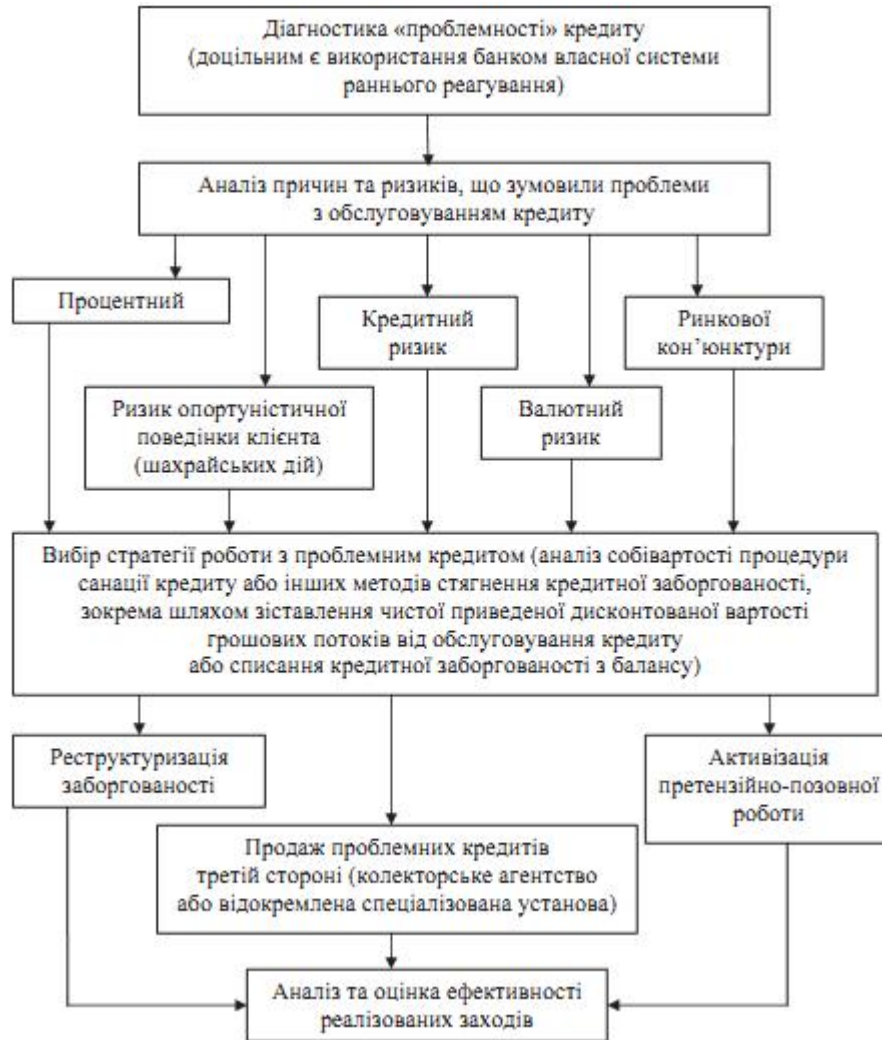 Діагностика «проблемності» кредиту
(доцільним є використання банком власної системи
раннього реагування)
Аналіз причин та ризиків, що зумовили проблеми
з обслуговуванням кредиту
Процентний
Кредитний
ризик
Ринкової
кон’юнктури
Ризик опортуністичної
поведінки клієнта
(шахрайських дій)
Валютний
ризик
Вибір стратегії роботи з проблемним кредитом (аналіз собівартості процедури
санації кредиту або інших методів стягнення кредитної заборгованості,
зокрема шляхом зіставлення чистої приведеної дисконтованої вартості
грошових потоків від обслуговування кредиту
або списання кредитної заборгованості з балансу)
Реструктуризація
заборгованості
Активізація
претензійно-позовної
роботи
Продаж проблемних кредитів
третій стороні (колекторське агентство
або відокремлена спеціалізована установа)
Аналіз та оцінка ефективності
реалізованих заходів